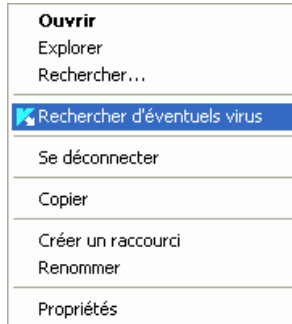 Ouvrir
Explorer
Rechercher...
Rechercher d'éventuels virus
Se déconnecter
Copier
Créer un raccourci
Renommer
Propriétés